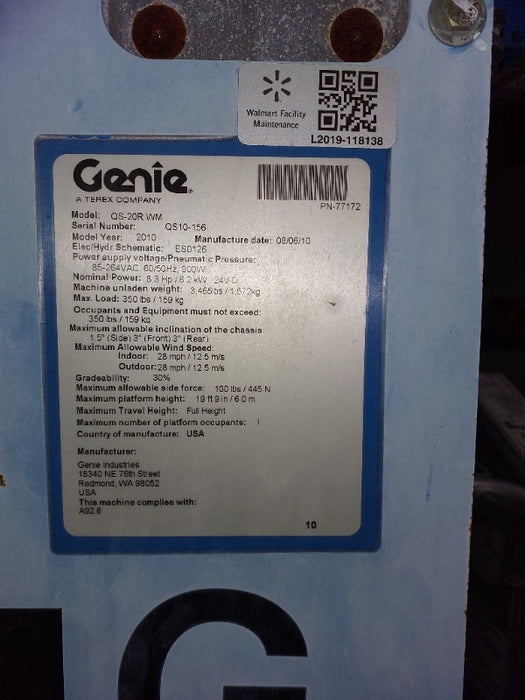 Walmart Facility
Maintenance
L2019-118138
Genie
A TEREX COMPANY
PN-77172
Model: QS-20R WM
Serial Number: QS10-156
Model Year: 2010 Manufacture date: 08/06/10
Elec/Hydr Schematic: ES0126
Power supply voltage/Pneumatic Pressure:
85-264VAC, 60/50Hz, 900W
Nominal Power: 8.3 Hp / 6.2 kW 24V
Machine unladen weight: 3,465 lbs / 1,572kg
Max. Load: 350 lbs / 159 kg
Occupants and Equipment must not exceed:
350 lbs / 159 kg
Maximum allowable inclination of the chassis:
1.5° (Side) 3° (Front) 3° (Rear)
Maximum Allowable Wind Speed:
Indoor: 28 mph / 12.5 m/s
Outdoor: 28 mph / 12.5 m/s
Gradeability: 30%
Maximum allowable side force: 100 lbs / 445 N
Maximum platform height: 19 ft 9 in / 6.0 m
Maximum Travel Height: Full Height
Maximum number of platform occupants: 1
Country of manufacture: USA
Manufacturer:
Genie Industries
18340 NE 76th Street
Redmond, WA 98052
USA
This machine complies with:
A92.6
10
G